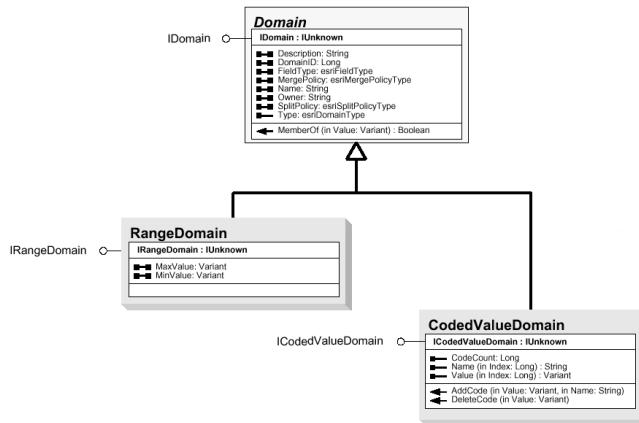 Domain
IDomain
IDomain : IUnknown
Description: String
DomainID: Long
FieldType: esriFieldType
MergePolicy: esriMergePolicyType
Name: String
Owner: String
SplitPolicy: esriSplitPolicyType
Type: esriDomainType
MemberOf (in Value: Variant) : Boolean
RangeDomain
IRangeDomain
IRangeDomain : IUnknown
MaxValue: Variant
MinValue: Variant
CodedValueDomain
ICodedValueDomain
ICodedValueDomain : IUnknown
CodeCount: Long
Name (in Index: Long) : String
Value (in Index: Long) : Variant
AddCode (in Value: Variant, in Name: String)
DeleteCode (in Value: Variant)